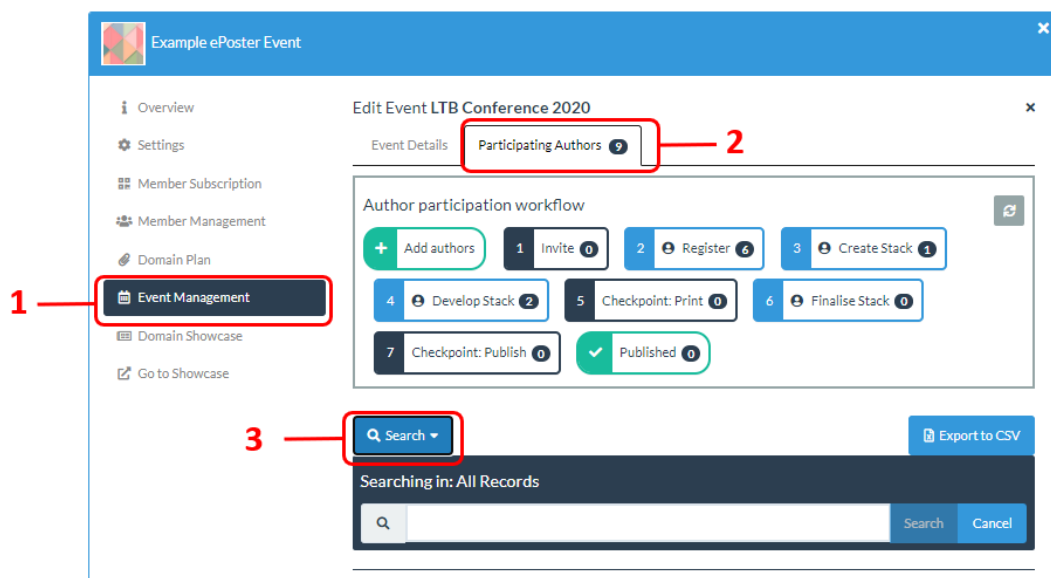 Example ePoster Event
Overview
Settings
Member Subscription
Member Management
Domain Plan
1
Event Management
Domain Showcase
Go to Showcase
Edit Event LTB Conference 2020
Event Details
Participating Authors 9
2
Author participation workflow
+ Add authors
1 Invite 0
2 Register 6
3 Create Stack 1
4 Develop Stack 2
5 Checkpoint: Print 0
6 Finalise Stack 0
7 Checkpoint: Publish 0
Published 0
3
Search
Export to CSV
Searching in: All Records
Search
Cancel